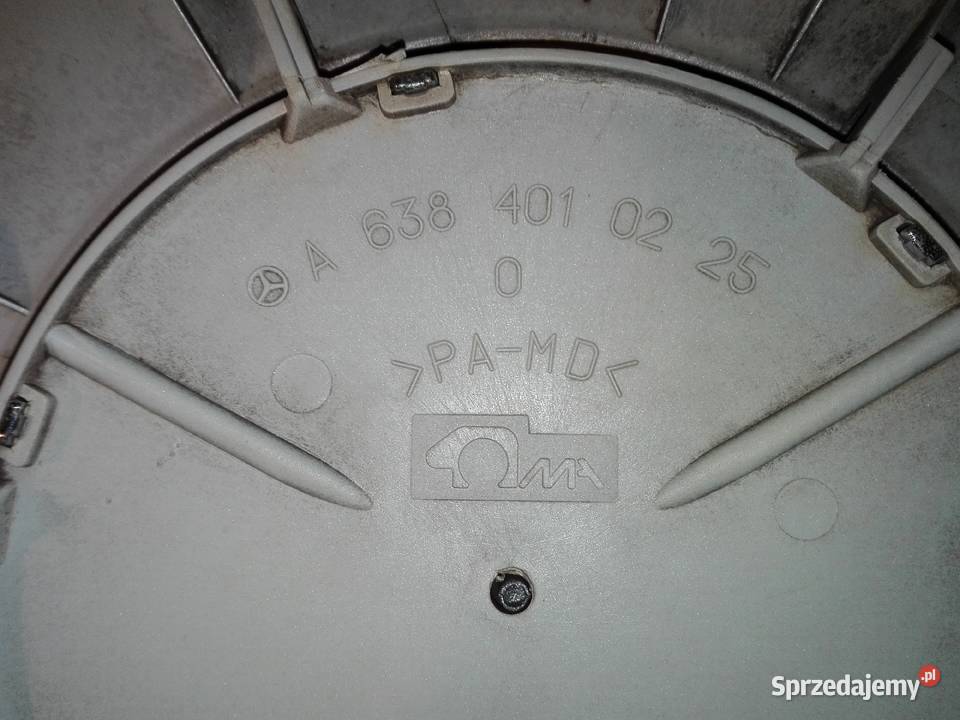 A 638 401 02 25
0
>PA-MD<
Sprzedajemy.pl